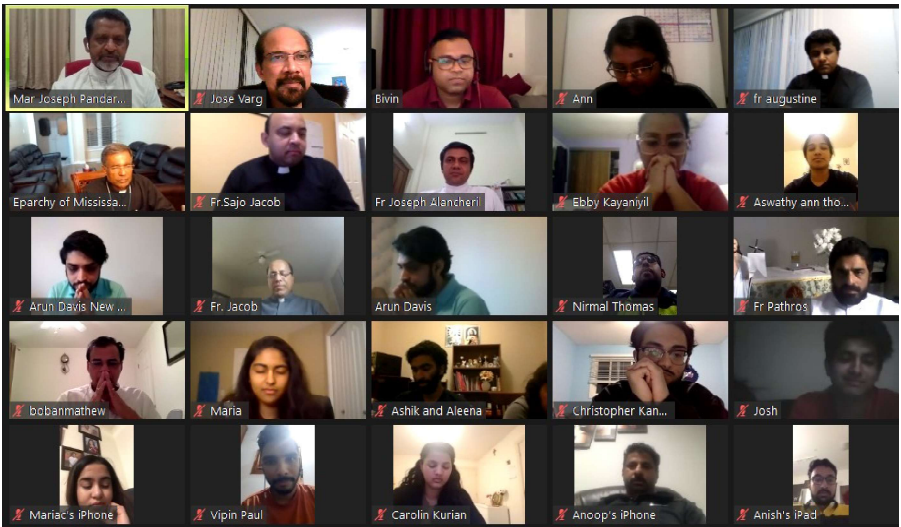 Mar Joseph Pandar...
Jose Varg
Bivin
Ann
fr augustine
Eparchy of Mississa...
Fr.Sajo Jacob
Fr Joseph Alancheril
Ebby Kayaniyil
Aswathy ann tho...
Arun Davis New ...
Fr. Jacob
Arun Davis
Nirmal Thomas
Fr Pathros
bobanmathew
Maria
Ashik and Aleena
Christopher Kan...
Josh
Mariac's iPhone
Vipin Paul
Carolin Kurian
Anoop's iPhone
Anish's iPad